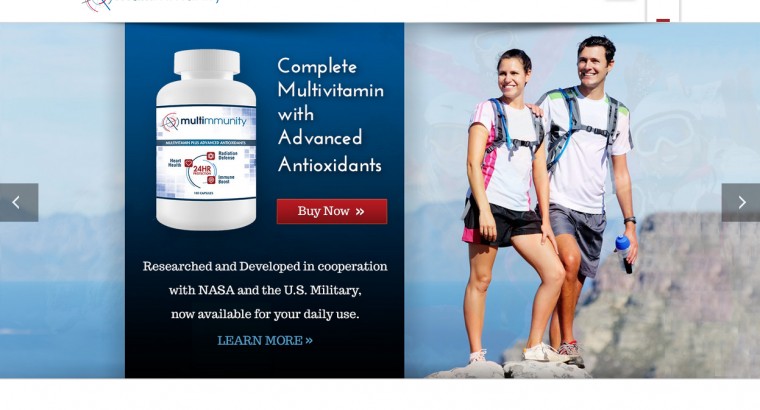 Complete
Multivitamin
with
Advanced
Antioxidants
multimmunity
MULTIVITAMIN PLUS ADVANCED ANTIOXIDANTS
Heart
Health
Radiation
Defense
24HR
PROTECTION
Immune
Boost
Buy Now »
Researched and Developed in cooperation
with NASA and the U.S. Military,
now available for your daily use.
LEARN MORE »